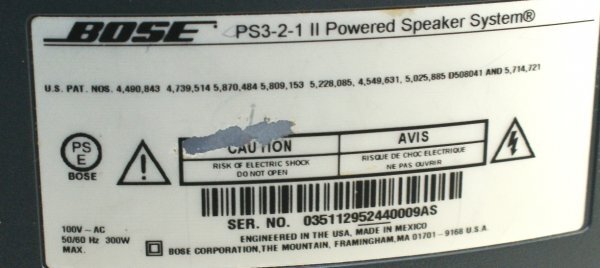 BOSE PS3-2-1 II Powered Speaker System®
U.S. PAT. NOS. 4,490,843 4,739,514 5,870,484 5,809,153 5,228,085, 4,549,631, 5,025,885 D508041 AND 5,714,721
PS
E
BOSE
CAUTION
RISK OF ELECTRIC SHOCK
DO NOT OPEN
AVIS
RISQUE DE CHOC ELECTRIQUE
NE PAS OUVRIR
SER. NO. 035112952440009AS
100V - AC
50/60 Hz 300W
MAX.
ENGINEERED IN THE USA, MADE IN MEXICO
BOSE CORPORATION,THE MOUNTAIN, FRAMINGHAM,MA 01701 - 9168 U.S.A.